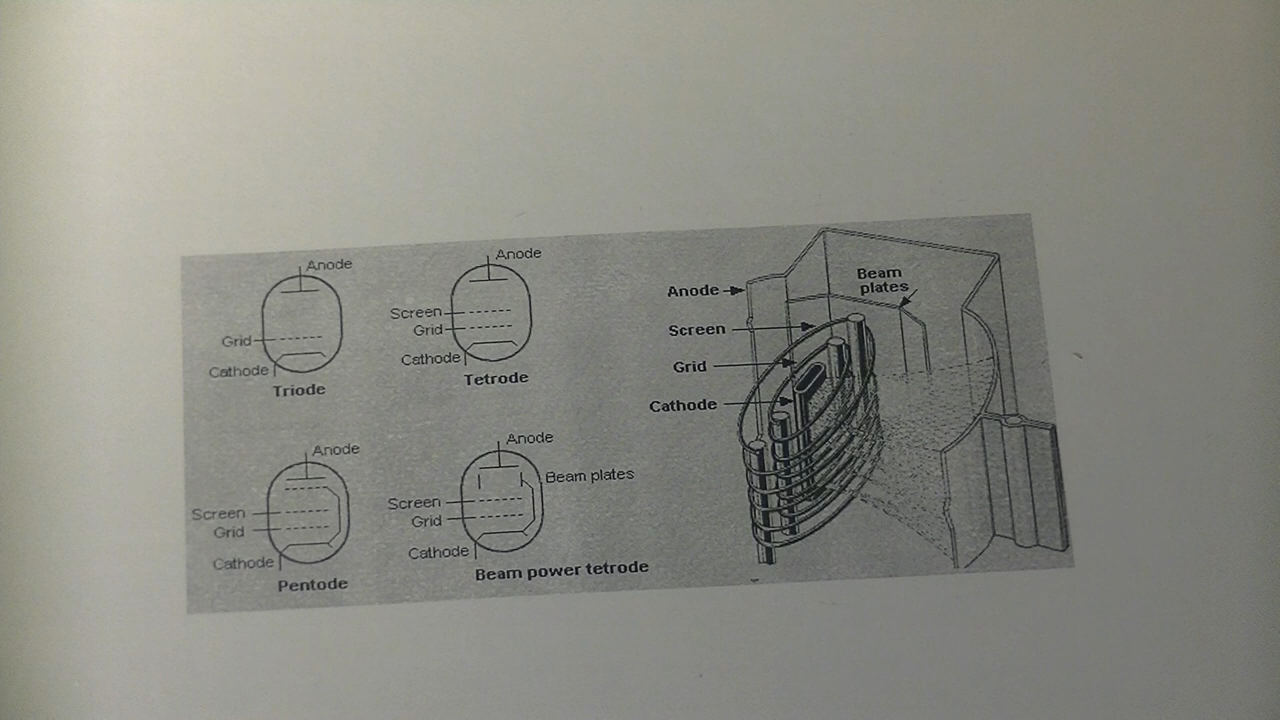 Anode
Grid
Cathode
Triode
Anode
Screen
Grid
Cathode
Tetrode
Anode
Screen
Grid
Cathode
Pentode
Anode
Beam plates
Screen
Grid
Cathode
Beam power tetrode
Anode
Beam
plates
Screen
Grid
Cathode